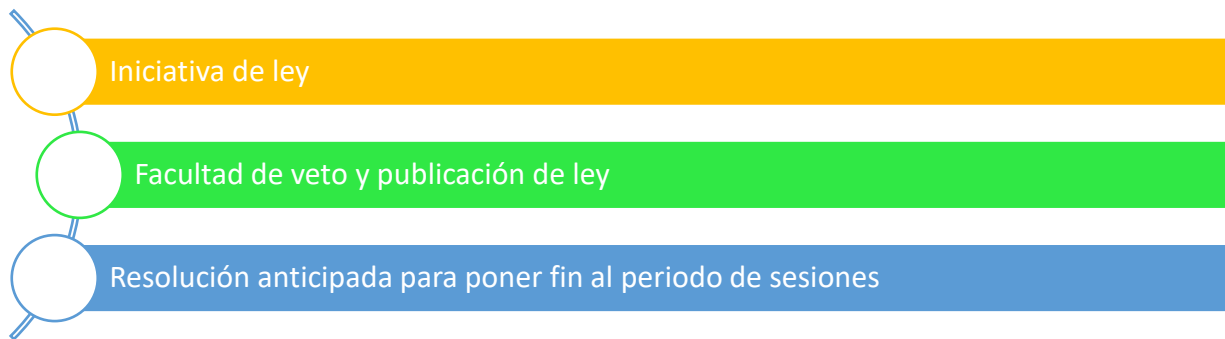 Iniciativa de ley
Facultad de veto y publicación de ley
Resolución anticipada para poner fin al periodo de sesiones